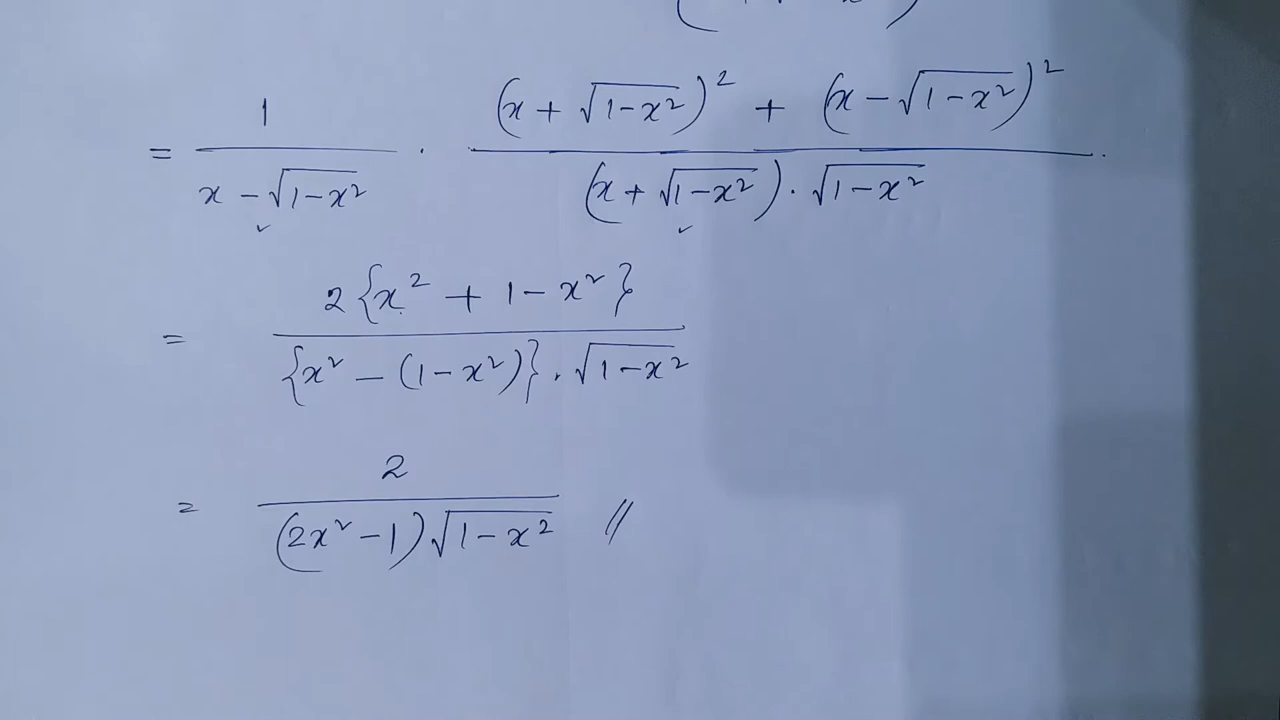 = 1 / (x - √(1-x²)) · ((x + √(1-x²))² + (x - √(1-x²))²) / ((x + √(1-x²)) · √(1-x²)).
= 2{x² + 1 - x²} / ({x² - (1-x²)} · √(1-x²))
= 2 / ((2x² - 1)√(1-x²)) //